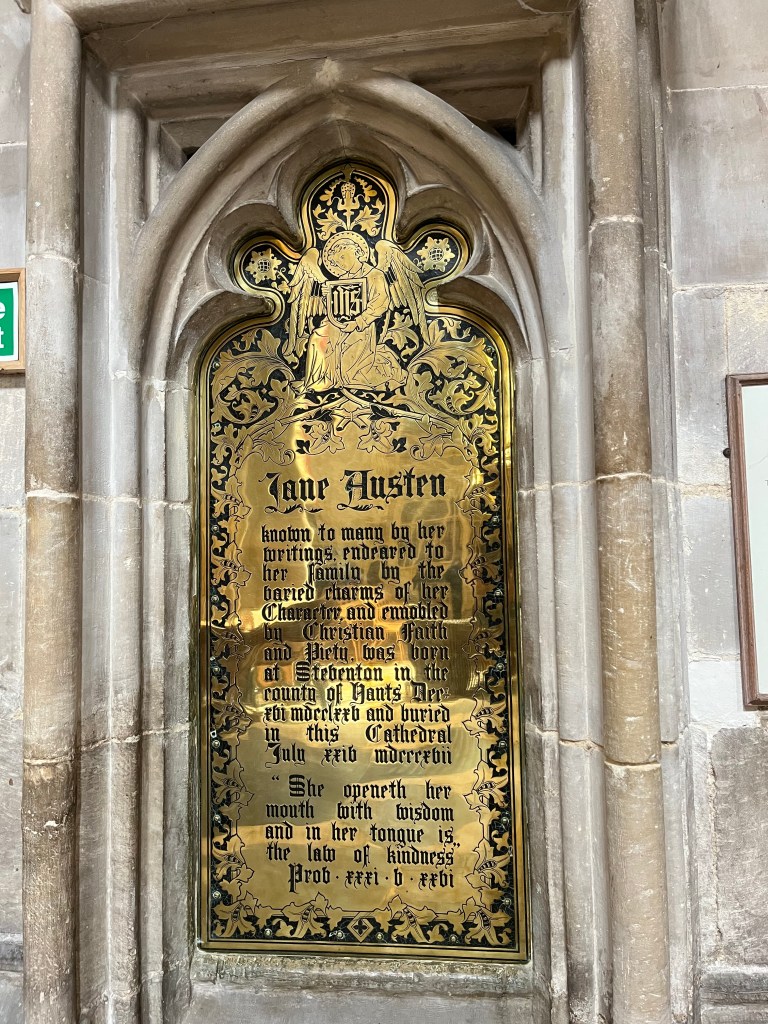 ihs
Jane Austen
known to many by her
writings, endeared to
her family by the
varied charms of her
Character, and ennobled
by Christian Faith
and Piety, was born
at Steventon in the
county of Hants Dec.
xvi mdcclxxv and buried
in this Cathedral
July xxiv mdcccxvii
"She openeth her
mouth with wisdom
and in her tongue is
the law of kindness"
Prov · xxxi · v · xxvi